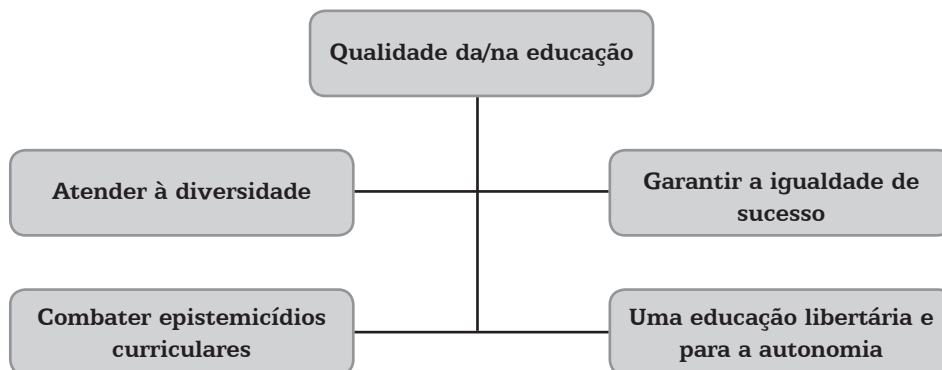 Qualidade da/na educação
Atender à diversidade
Garantir a igualdade de
sucesso
Combater epistemicídios
curriculares
Uma educação libertária e
para a autonomia